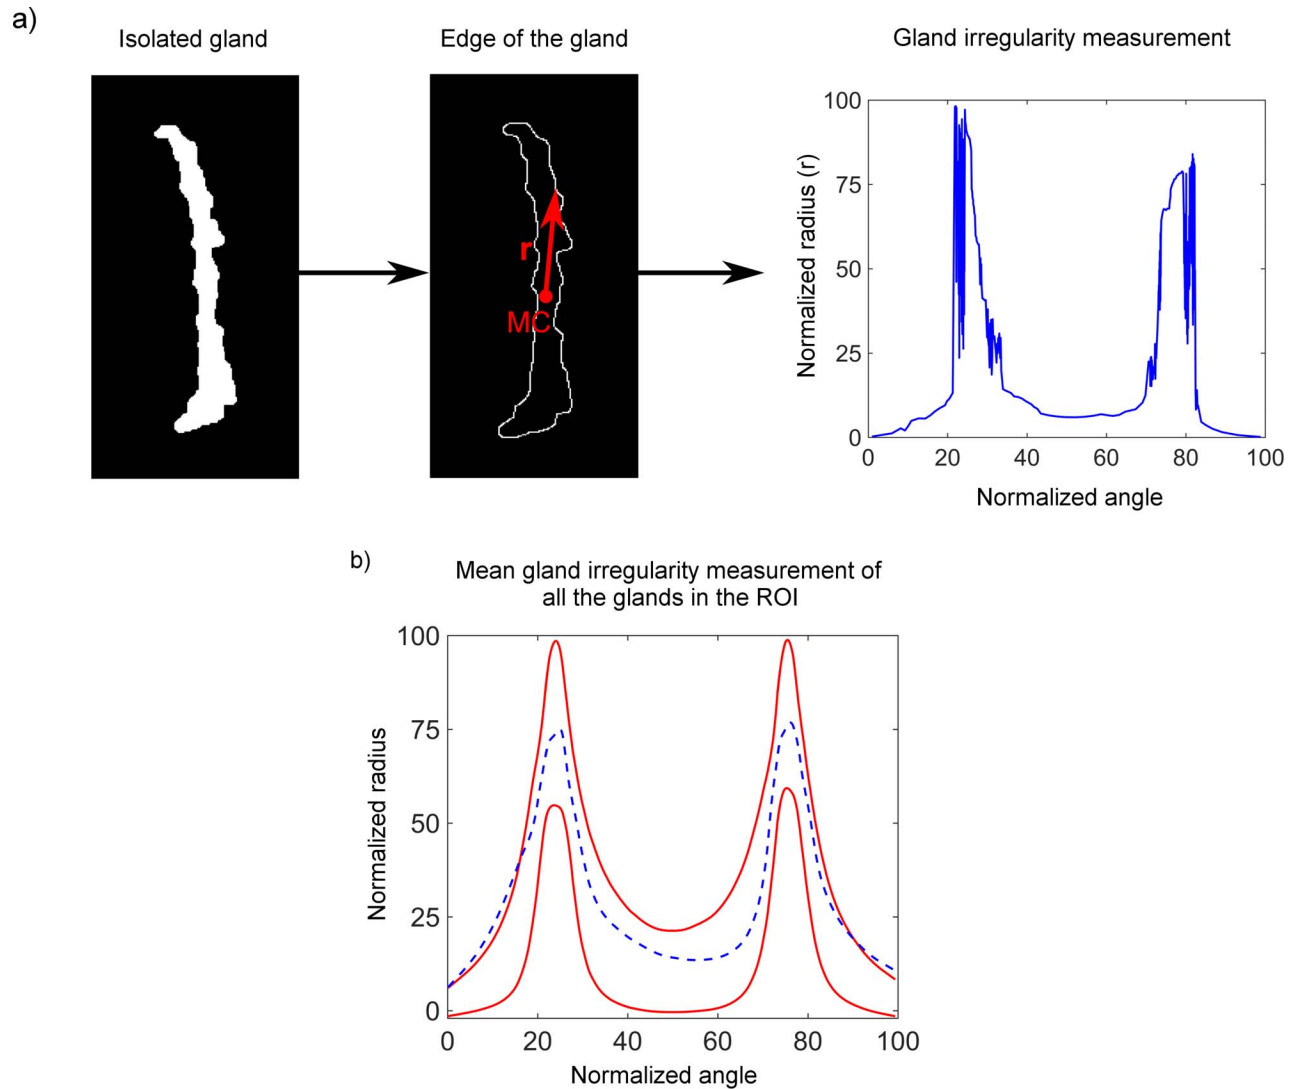 a)
Isolated gland
Edge of the gland
Gland irregularity measurement
r
MC
Normalized radius (r)
100
75
50
25
0
0
20
40
60
80
100
Normalized angle
b)
Mean gland irregularity measurement of
all the glands in the ROI
Normalized radius
100
75
50
25
0
0
20
40
60
80
100
Normalized angle